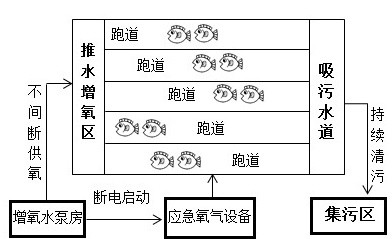 推水增氧区
跑道
跑道
跑道
跑道
跑道
吸污水道
不间断供氧
持续清污
断电启动
增氧水泵房
应急氧气设备
集污区